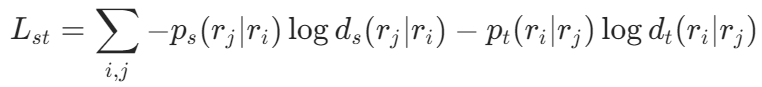 $L_{st} = \sum_{i,j} -p_s(r_j|r_i) \log d_s(r_j|r_i) - p_t(r_i|r_j) \log d_t(r_i|r_j)$